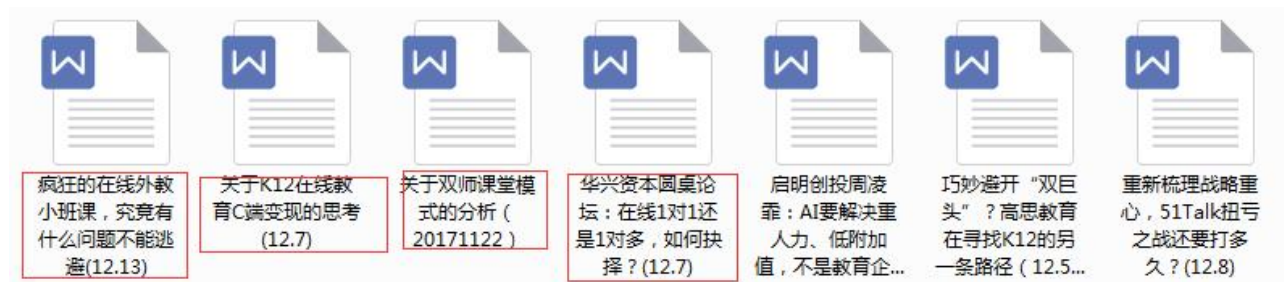 疯狂的在线外教
小班课，究竟有
什么问题不能逃
避(12.13)
关于K12在线教
育C端变现的思考
(12.7)
关于双师课堂模
式的分析（
20171122）
华兴资本圆桌论
坛：在线1对1还
是1对多，如何抉
择？(12.7)
启明创投周凌
霏：AI要解决重
人力、低附加
值，不是教育企...
巧妙避开“双巨
头”？高思教育
在寻找K12的另
一条路径（12.5...
重新梳理战略重
心，51Talk扭亏
之战还要打多
久？(12.8)